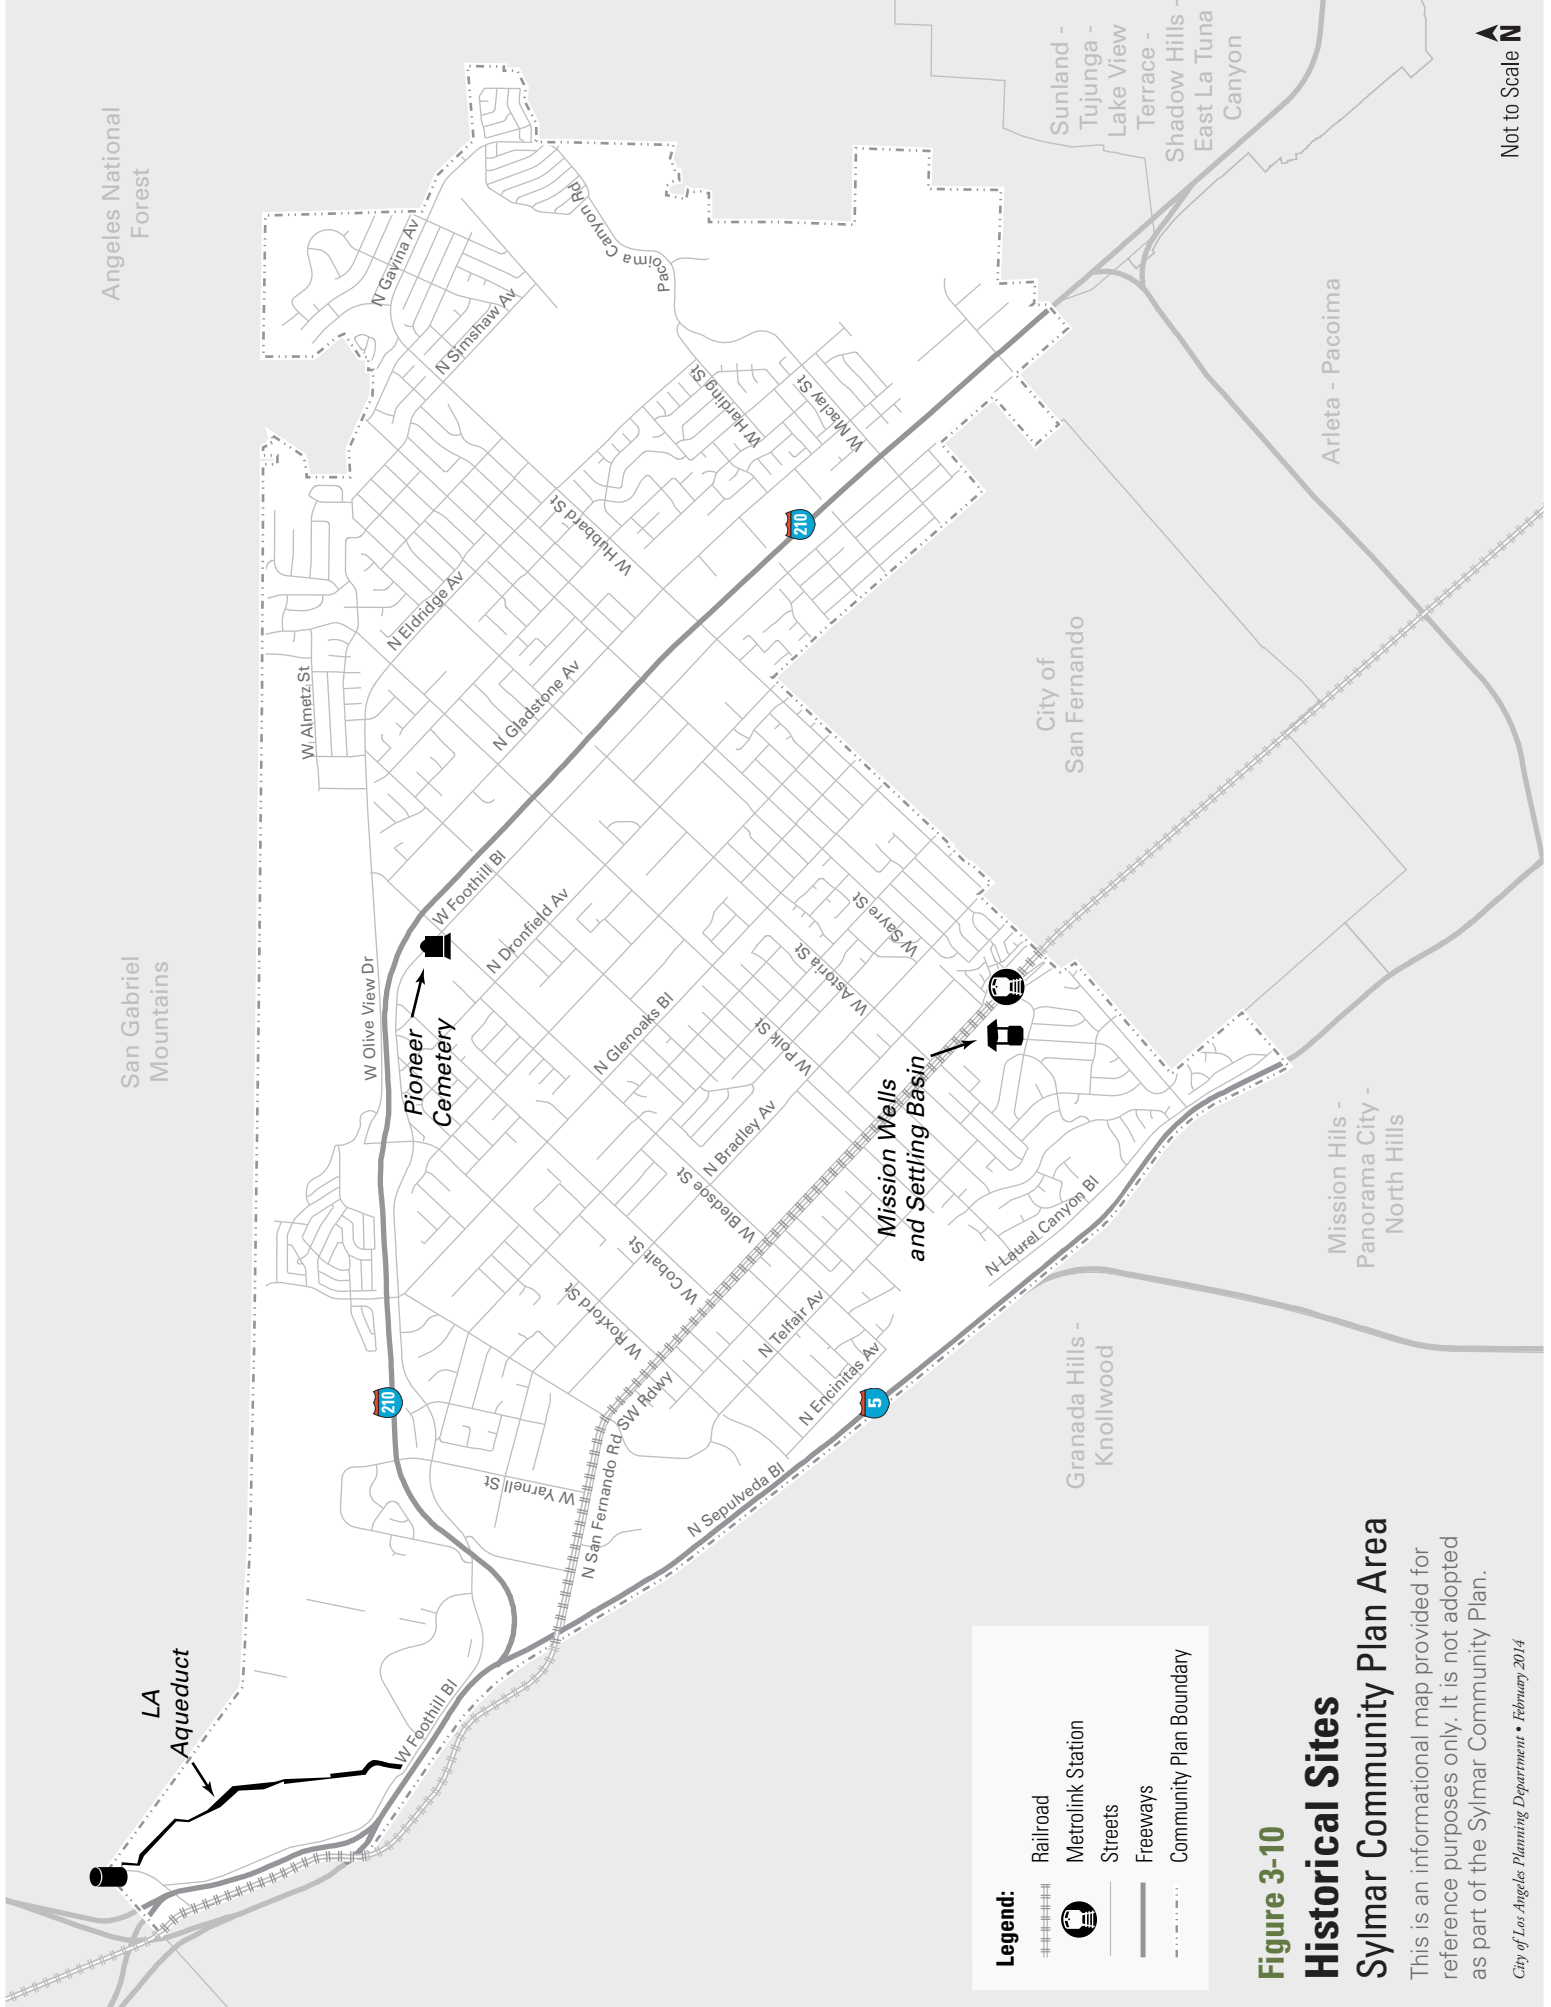 Angeles National
Forest
San Gabriel
Mountains
Sunland -
Tujunga -
Lake View
Terrace -
Shadow Hills -
East La Tuna
Canyon
Arleta - Pacoima
City of
San Fernando
Mission Hils -
Panorama City -
North Hills
Granada Hills -
Knollwood
LA
Aqueduct
Pioneer
Cemetery
Mission Wells
and Settling Basin
W Foothill Bl
W Yarnell St
N San Fernando Rd
SW Rdwy
N Sepulveda Bl
N Encinitas Av
N Telfair Av
W Roxford St
W Cobalt St
W Bledsoe St
N Bradley Av
N Laurel Canyon Bl
W Polk St
W Astoria St
W Sayre St
N Glenoaks Bl
N Dronfield Av
W Foothill Bl
W Olive View Dr
N Gladstone Av
W Almetz St
N Eldridge Av
W Hubbard St
W Harding St
W Maclay St
N Simshaw Av
N Gavina Av
Pacoima Canyon Rd
210
210
5
Legend:
Railroad
Metrolink Station
Streets
Freeways
Community Plan Boundary
Figure 3-10
Historical Sites
Sylmar Community Plan Area
This is an informational map provided for
reference purposes only. It is not adopted
as part of the Sylmar Community Plan.
City of Los Angeles Planning Department • February 2014
Not to Scale
N